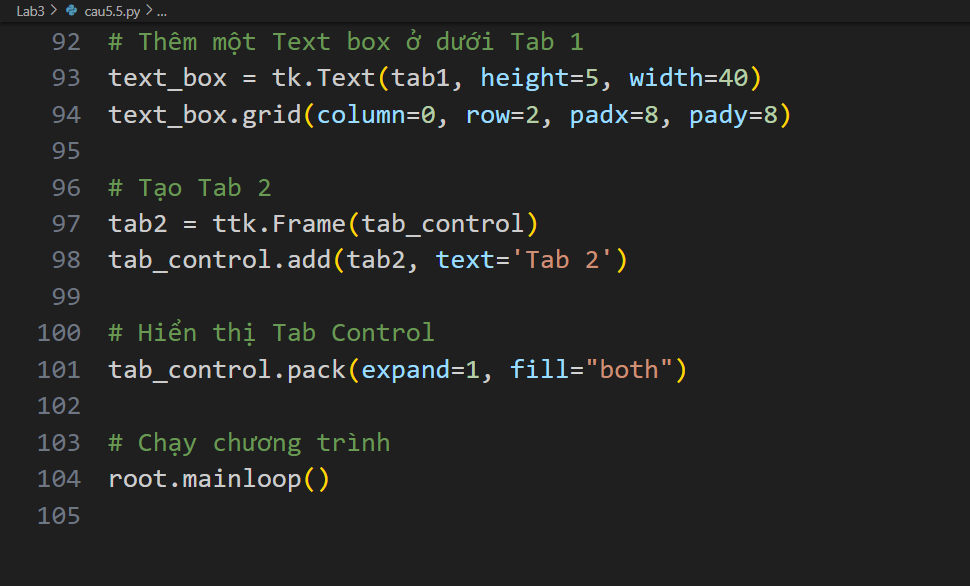 Lab3 > cau5.5.py > ...
92 # Thêm một Text box ở dưới Tab 1
93 text_box = tk.Text(tab1, height=5, width=40)
94 text_box.grid(column=0, row=2, padx=8, pady=8)
95
96 # Tạo Tab 2
97 tab2 = ttk.Frame(tab_control)
98 tab_control.add(tab2, text='Tab 2')
99
100 # Hiển thị Tab Control
101 tab_control.pack(expand=1, fill="both")
102
103 # Chạy chương trình
104 root.mainloop()
105